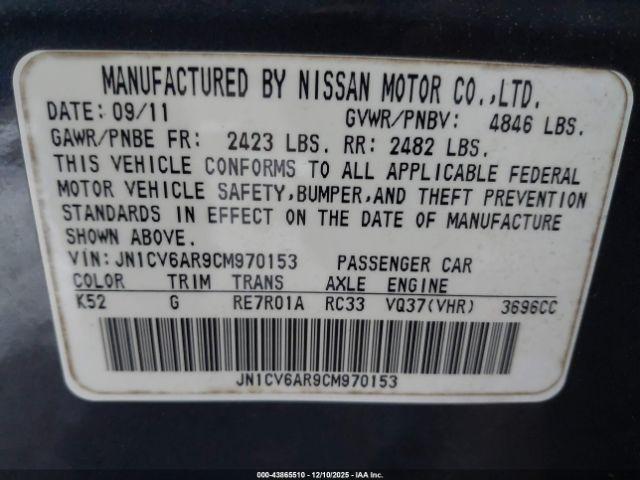 MANUFACTURED BY NISSAN MOTOR CO.,LTD.
DATE: 09/11 GVWR/PNBV: 4846 LBS.
GAWR/PNBE FR: 2423 LBS. RR: 2482 LBS.
THIS VEHICLE CONFORMS TO ALL APPLICABLE FEDERAL
MOTOR VEHICLE SAFETY,BUMPER,AND THEFT PREVENTION
STANDARDS IN EFFECT ON THE DATE OF MANUFACTURE
SHOWN ABOVE.
VIN:JN1CV6AR9CM970153 PASSENGER CAR
COLOR TRIM TRANS AXLE ENGINE
K52 G RE7R01A RC33 VQ37(VHR) 3696CC
JN1CV6AR9CM970153
000-43865510 - 12/10/2025 - IAA Inc.